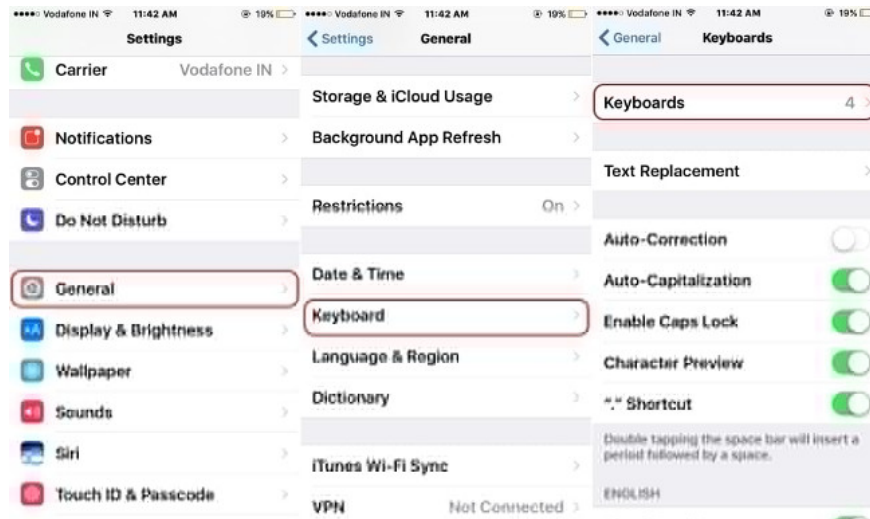 Vodafone IN 11:42 AM 19%
Settings
Carrier Vodafone IN
Notifications
Control Center
Do Not Disturb
General
Display & Brightness
Wallpaper
Sounds
Siri
Touch ID & Passcode
Vodafone IN 11:42 AM 19%
Settings General
Storage & iCloud Usage
Background App Refresh
Restrictions On
Date & Time
Keyboard
Language & Region
Dictionary
iTunes Wi-Fi Sync
VPN Not Connected
Vodafone IN 11:42 AM 19%
General Keyboards
Keyboards 4
Text Replacement
Auto-Correction
Auto-Capitalization
Enable Caps Lock
Character Preview
"." Shortcut
Double tapping the space bar will insert a
period followed by a space.
ENGLISH